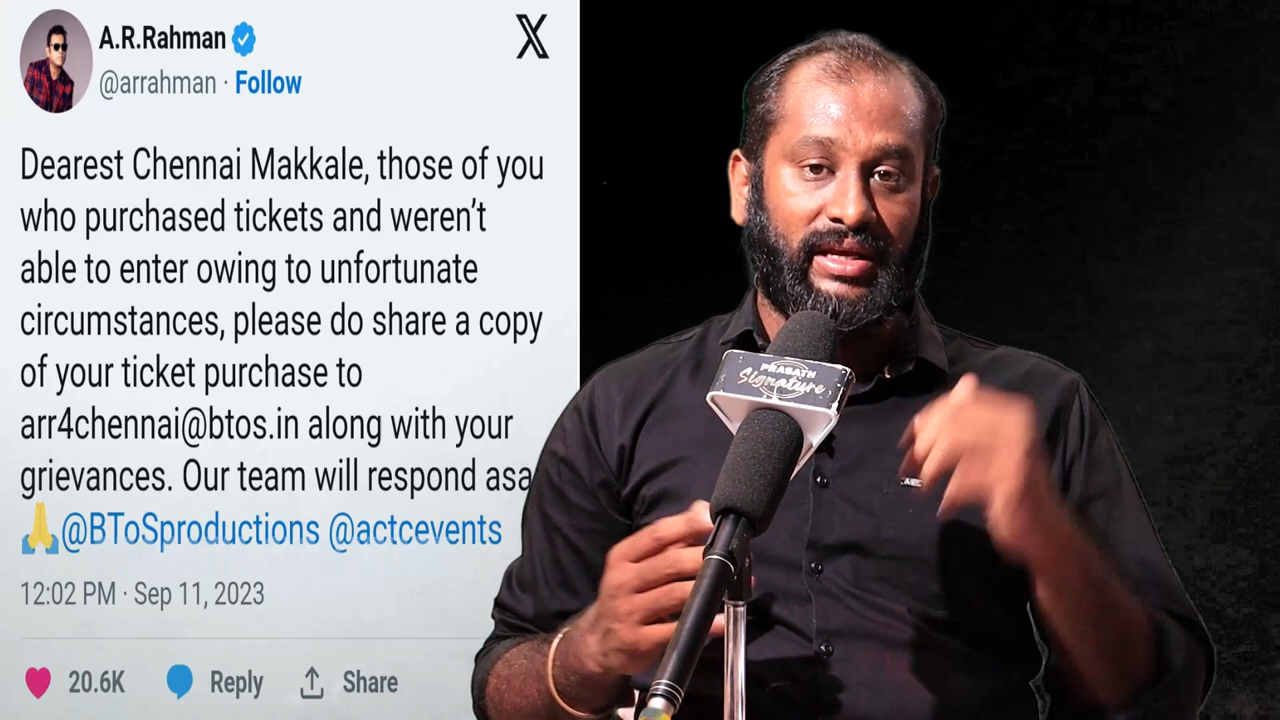 A.R.Rahman
@arrahman · Follow
Dearest Chennai Makkale, those of you
who purchased tickets and weren’t
able to enter owing to unfortunate
circumstances, please do share a copy
of your ticket purchase to
arr4chennai@btos.in along with your
grievances. Our team will respond asa
🙏@BToSproductions @actcevents
12:02 PM · Sep 11, 2023
20.6K Reply Share
PRASATH
Signature